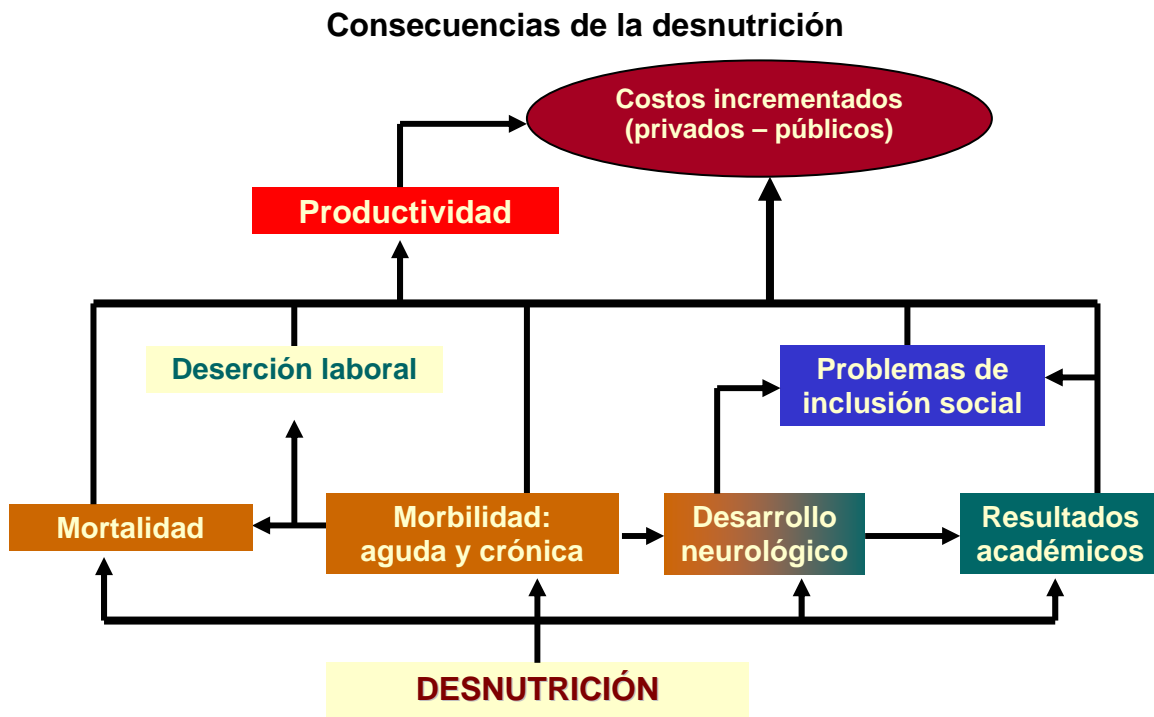 Consecuencias de la desnutrición
Costos incrementados
(privados – públicos)
Productividad
Deserción laboral
Problemas de
inclusión social
Mortalidad
Morbilidad:
aguda y crónica
Desarrollo
neurológico
Resultados
académicos
DESNUTRICIÓN